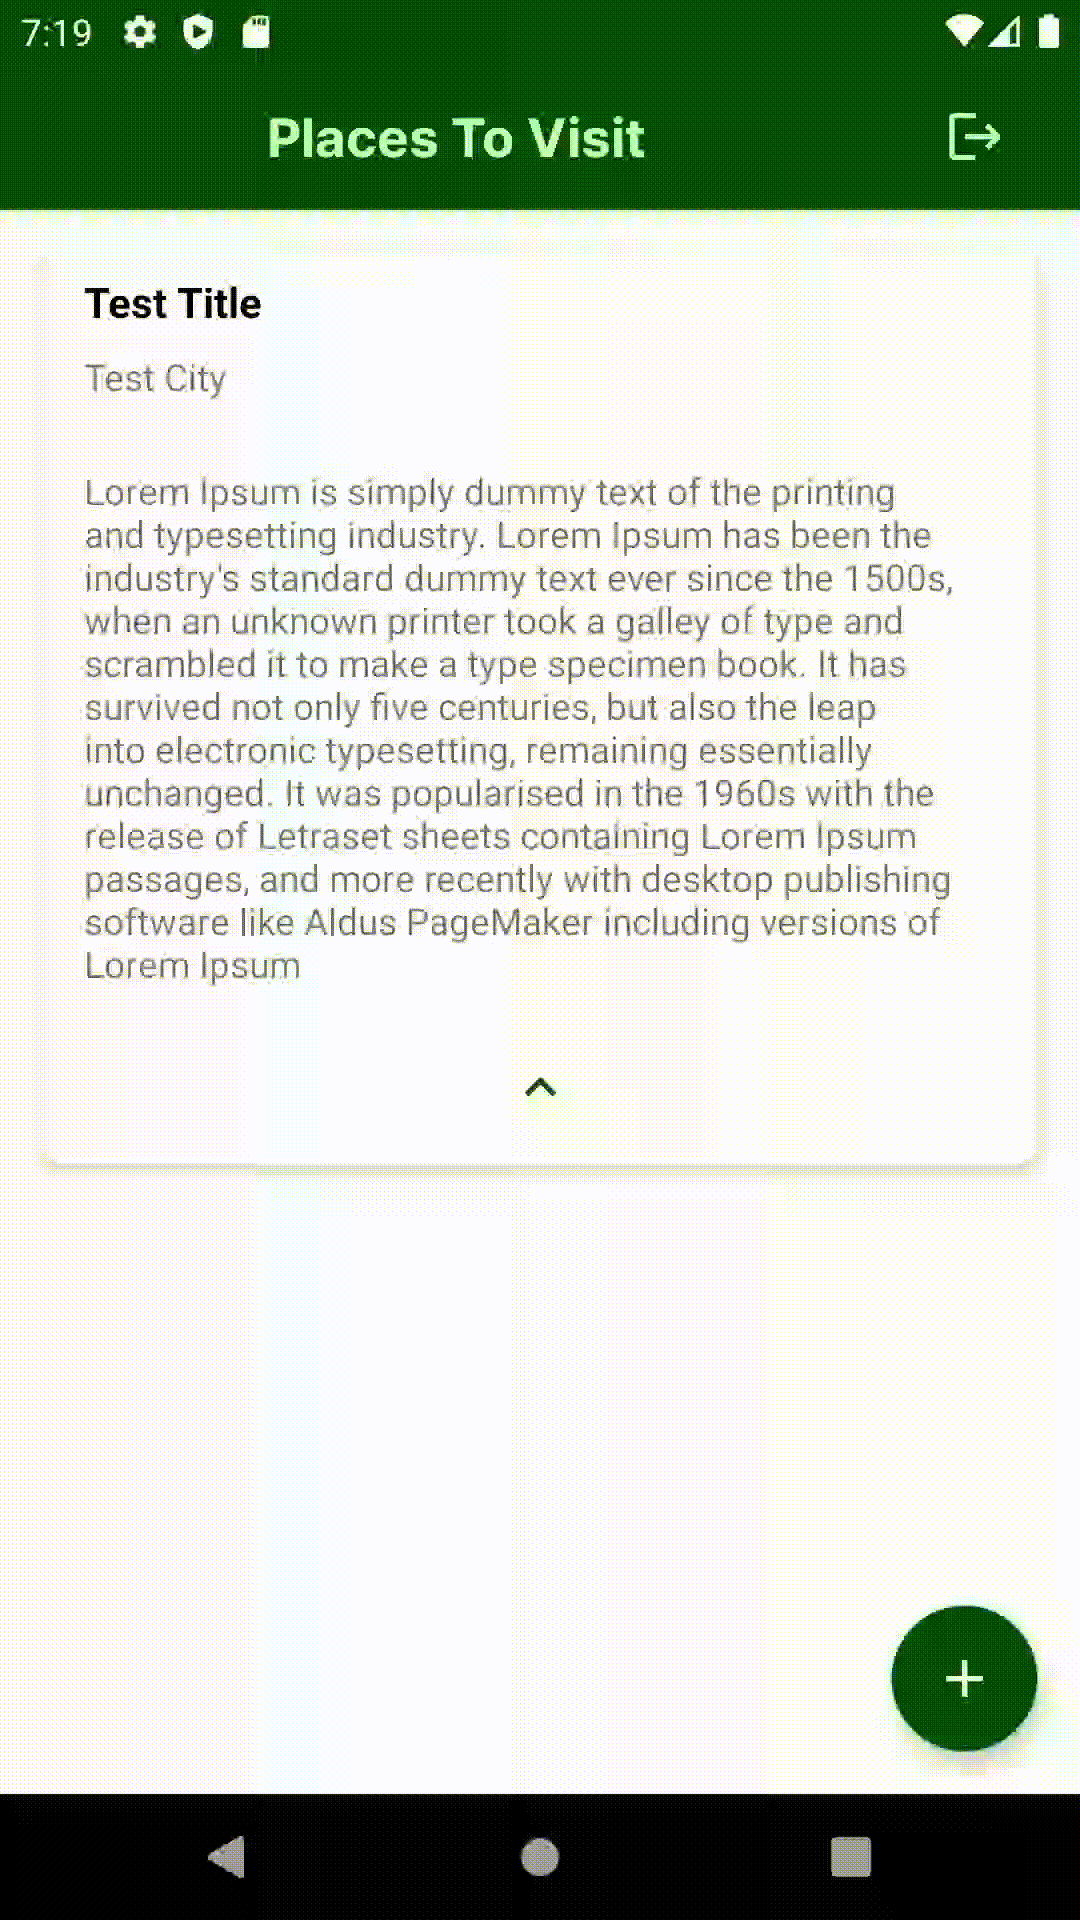 7:19
Places To Visit
Test Title
Test City
Lorem Ipsum is simply dummy text of the printing
and typesetting industry. Lorem Ipsum has been the
industry's standard dummy text ever since the 1500s,
when an unknown printer took a galley of type and
scrambled it to make a type specimen book. It has
survived not only five centuries, but also the leap
into electronic typesetting, remaining essentially
unchanged. It was popularised in the 1960s with the
release of Letraset sheets containing Lorem Ipsum
passages, and more recently with desktop publishing
software like Aldus PageMaker including versions of
Lorem Ipsum